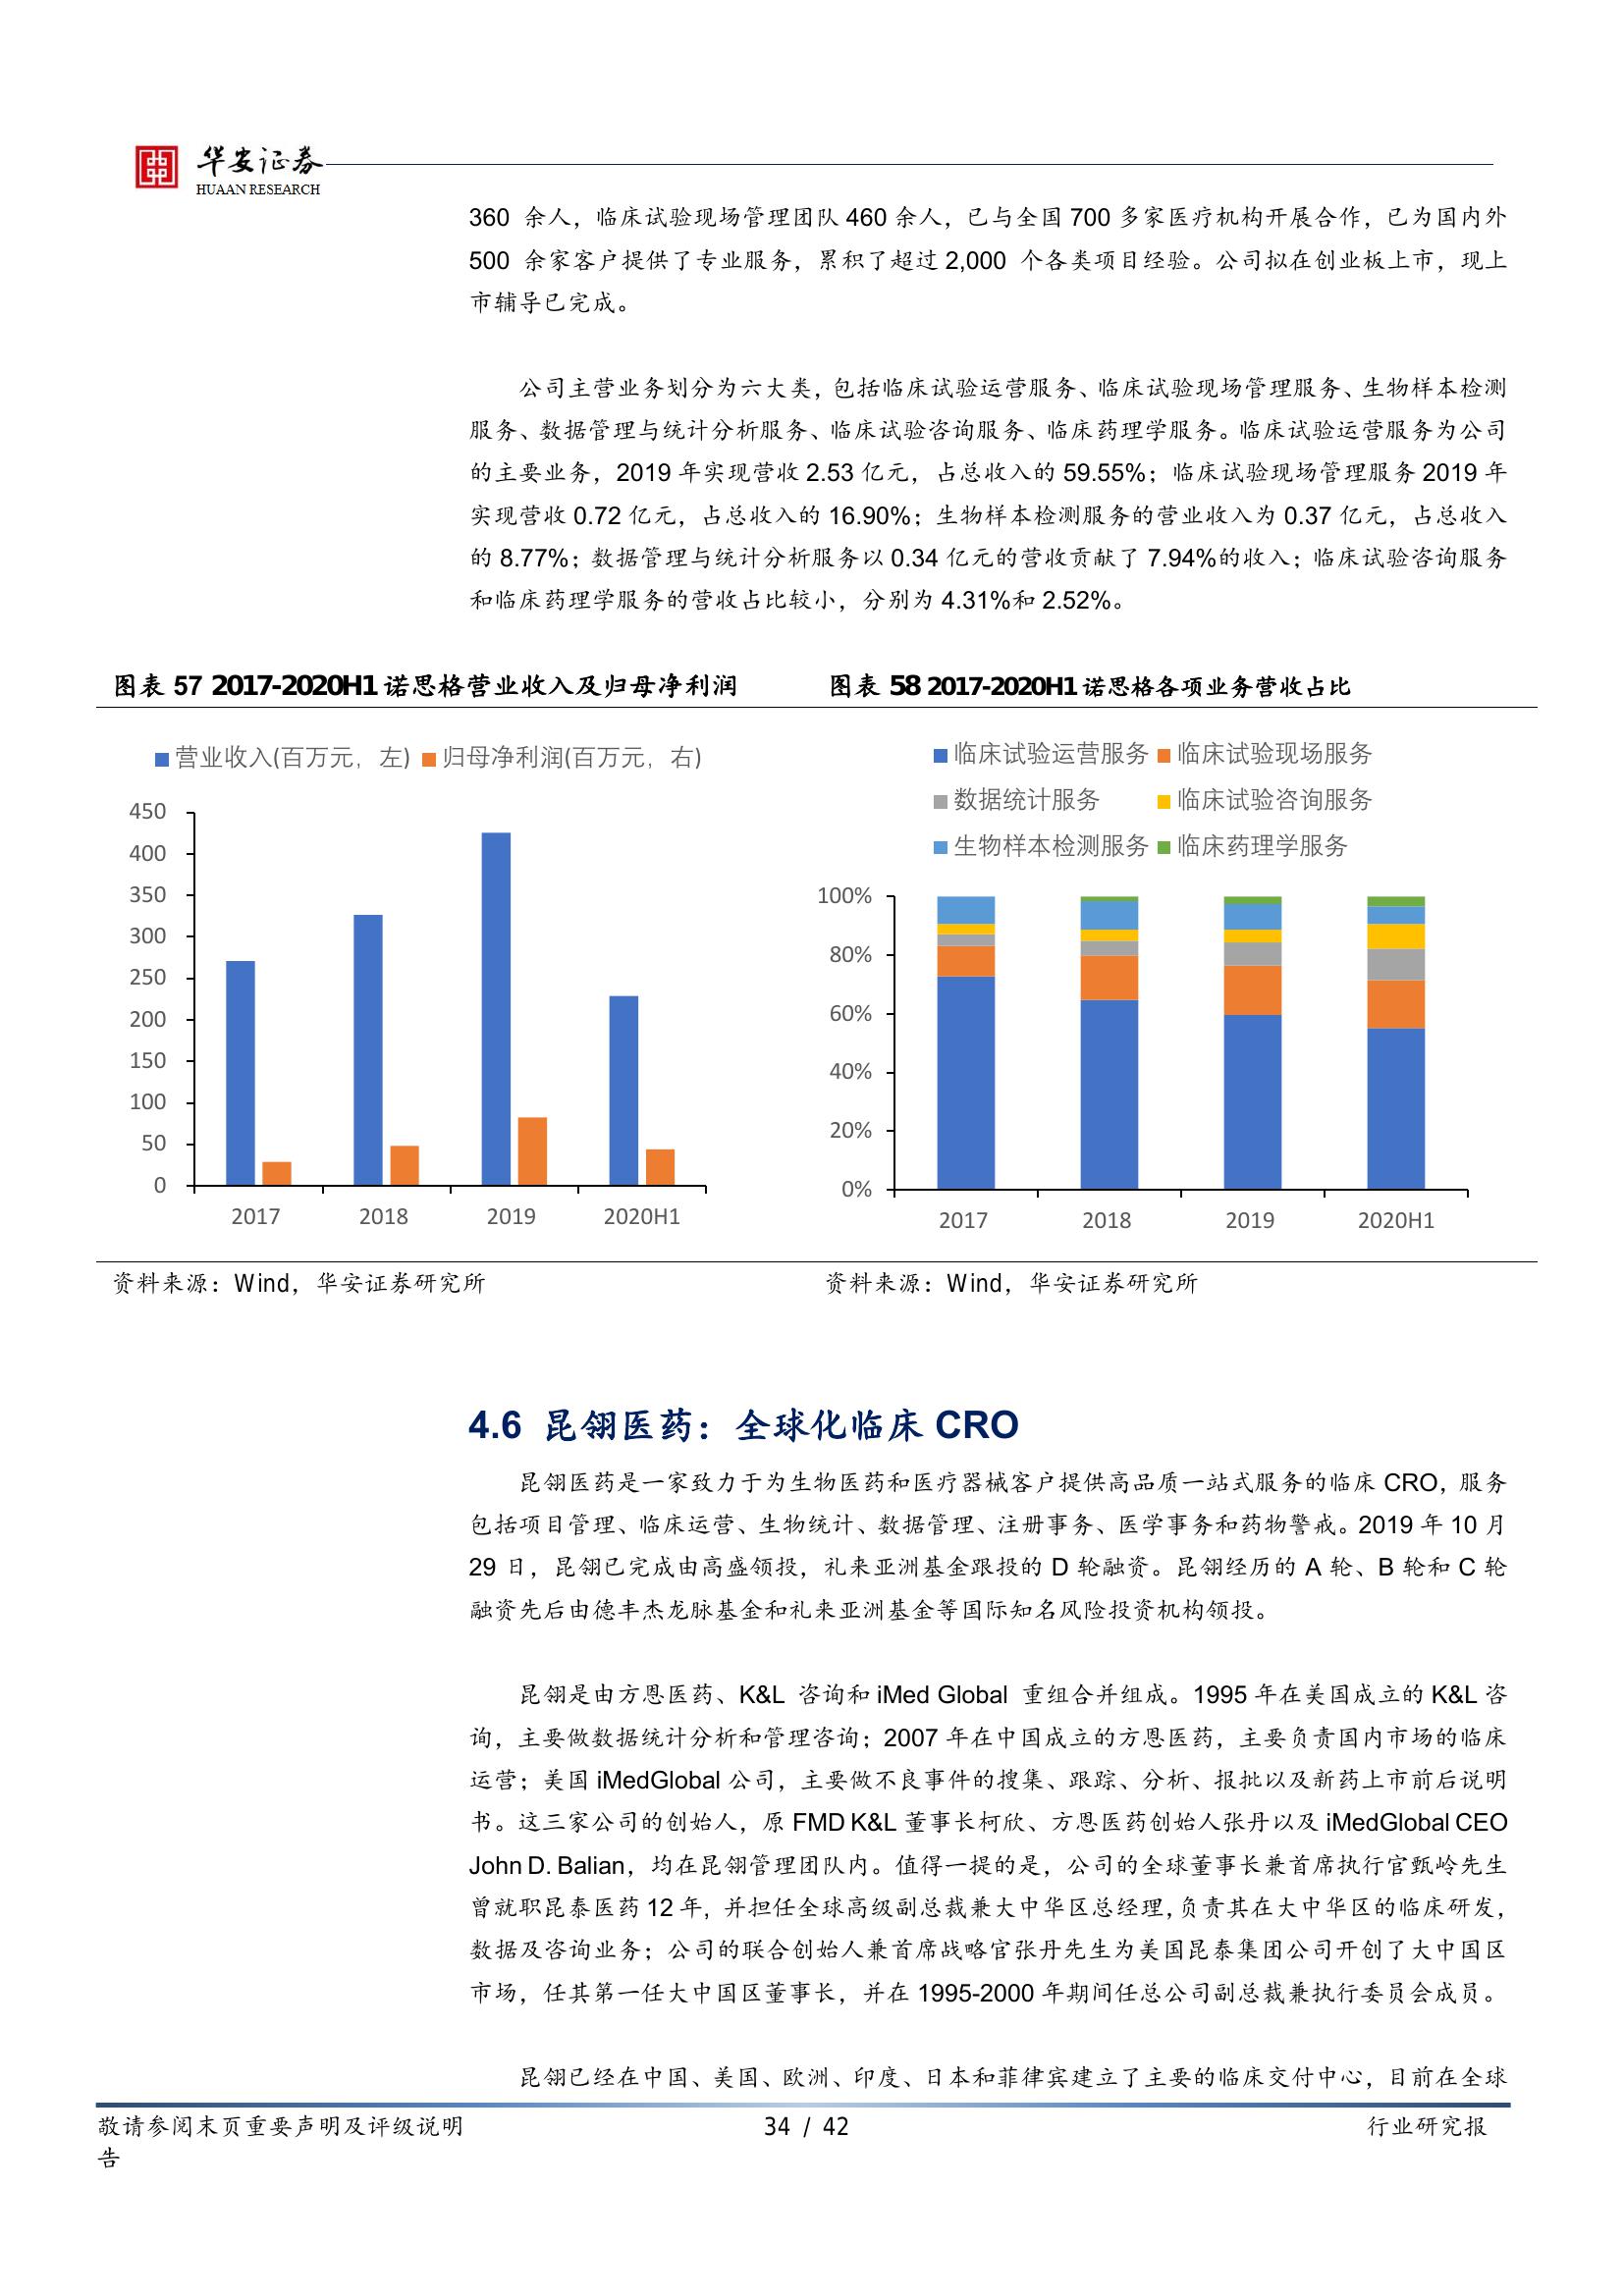 华安证券
HUAAN RESEARCH
360 余人，临床试验现场管理团队 460 余人，已与全国 700 多家医疗机构开展合作，已为国内外
500 余家客户提供了专业服务，累积了超过 2,000 个各类项目经验。公司拟在创业板上市，现上
市辅导已完成。
公司主营业务划分为六大类，包括临床试验运营服务、临床试验现场管理服务、生物样本检测
服务、数据管理与统计分析服务、临床试验咨询服务、临床药理学服务。临床试验运营服务为公司
的主要业务，2019 年实现营收 2.53 亿元，占总收入的 59.55%；临床试验现场管理服务 2019 年
实现营收 0.72 亿元，占总收入的 16.90%；生物样本检测服务的营业收入为 0.37 亿元，占总收入
的 8.77%；数据管理与统计分析服务以 0.34 亿元的营收贡献了 7.94%的收入；临床试验咨询服务
和临床药理学服务的营收占比较小，分别为 4.31%和 2.52%。
图表 57 2017-2020H1 诺思格营业收入及归母净利润
营业收入(百万元，左) 归母净利润(百万元，右)
450
400
350
300
250
200
150
100
50
0
2017 2018 2019 2020H1
资料来源：Wind，华安证券研究所
图表 58 2017-2020H1 诺思格各项业务营收占比
临床试验运营服务 临床试验现场服务
数据统计服务 临床试验咨询服务
生物样本检测服务 临床药理学服务
100%
80%
60%
40%
20%
0%
2017 2018 2019 2020H1
资料来源：Wind，华安证券研究所
4.6 昆翎医药：全球化临床 CRO
昆翎医药是一家致力于为生物医药和医疗器械客户提供高品质一站式服务的临床 CRO，服务
包括项目管理、临床运营、生物统计、数据管理、注册事务、医学事务和药物警戒。2019 年 10 月
29 日，昆翎已完成由高盛领投，礼来亚洲基金跟投的 D 轮融资。昆翎经历的 A 轮、B 轮和 C 轮
融资先后由德丰杰龙脉基金和礼来亚洲基金等国际知名风险投资机构领投。
昆翎是由方恩医药、K&L 咨询和 iMed Global 重组合并组成。1995 年在美国成立的 K&L 咨
询，主要做数据统计分析和管理咨询；2007 年在中国成立的方恩医药，主要负责国内市场的临床
运营；美国 iMedGlobal 公司，主要做不良事件的搜集、跟踪、分析、报批以及新药上市前后说明
书。这三家公司的创始人，原 FMD K&L 董事长柯欣、方恩医药创始人张丹以及 iMedGlobal CEO
John D. Balian，均在昆翎管理团队内。值得一提的是，公司的全球董事长兼首席执行官甄岭先生
曾就职昆泰医药 12 年，并担任全球高级副总裁兼大中华区总经理，负责其在大中华区的临床研发，
数据及咨询业务；公司的联合创始人兼首席战略官张丹先生为美国昆泰集团公司开创了大中国区
市场，任其第一任大中国区董事长，并在 1995-2000 年期间任总公司副总裁兼执行委员会成员。
昆翎已经在中国、美国、欧洲、印度、日本和菲律宾建立了主要的临床交付中心，目前在全球
敬请参阅末页重要声明及评级说明 34 / 42 行业研究报
告